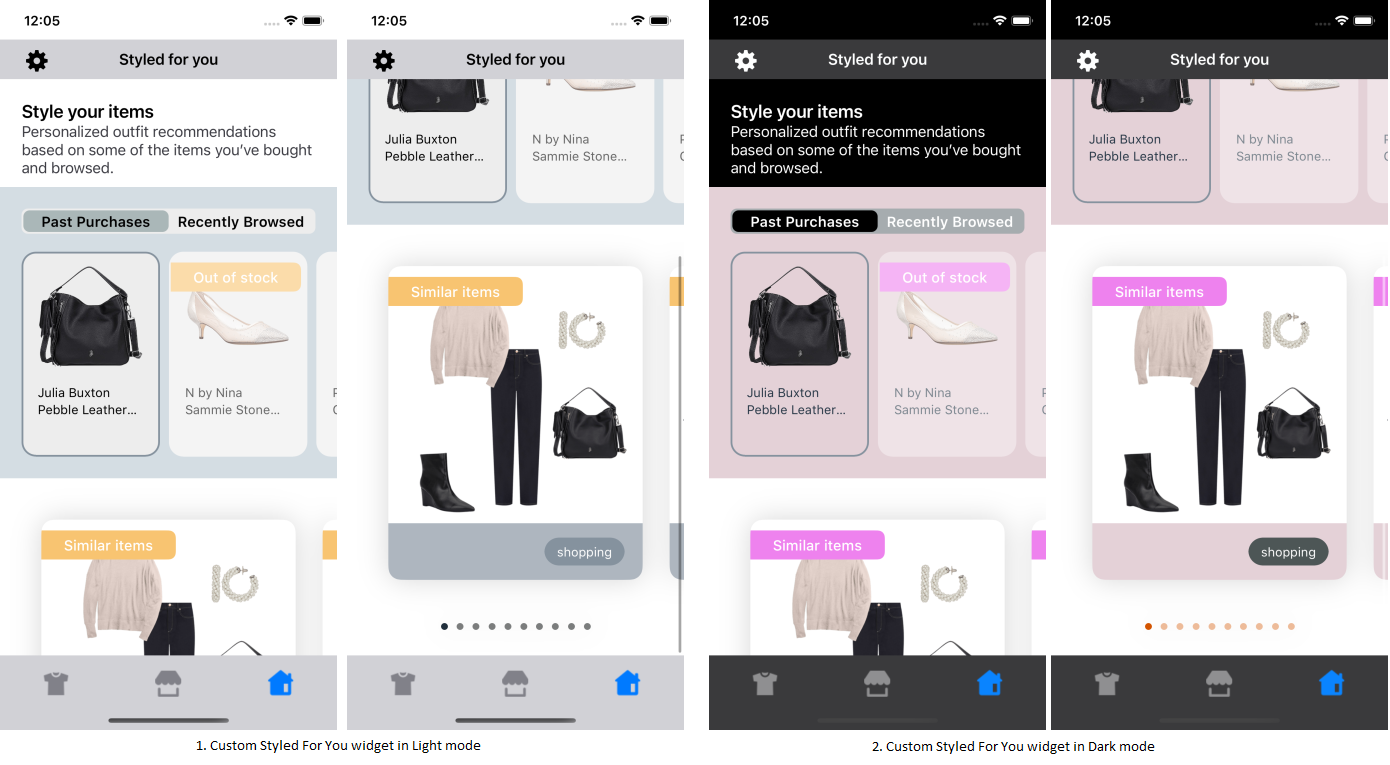 12:05
Styled for you
Style your items
Personalized outfit recommendations
based on some of the items you’ve bought
and browsed.
Past Purchases
Recently Browsed
Out of stock
Julia Buxton
Pebble Leather...
N by Nina
Sammie Stone...
Similar items
12:05
Styled for you
Julia Buxton
Pebble Leather...
N by Nina
Sammie Stone...
Similar items
shopping
1. Custom Styled For You widget in Light mode
12:05
Styled for you
Style your items
Personalized outfit recommendations
based on some of the items you’ve bought
and browsed.
Past Purchases
Recently Browsed
Out of stock
Julia Buxton
Pebble Leather...
N by Nina
Sammie Stone...
Similar items
12:05
Styled for you
Julia Buxton
Pebble Leather...
N by Nina
Sammie Stone...
Similar items
shopping
2. Custom Styled For You widget in Dark mode